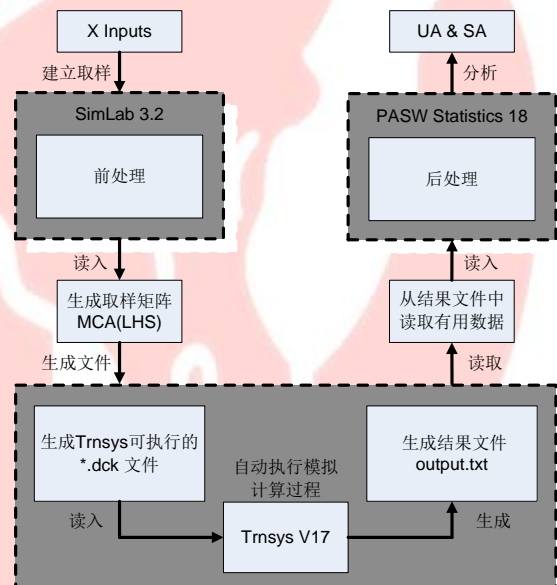 X Inputs
建立取样
SimLab 3.2
前处理
读入
生成取样矩阵
MCA(LHS)
生成文件
生成Trnsys可执行的
*.dck 文件
读入
自动执行模拟
计算过程
Trnsys V17
生成
生成结果文件
output.txt
读取
从结果文件中
读取有用数据
读入
PASW Statistics 18
后处理
分析
UA & SA